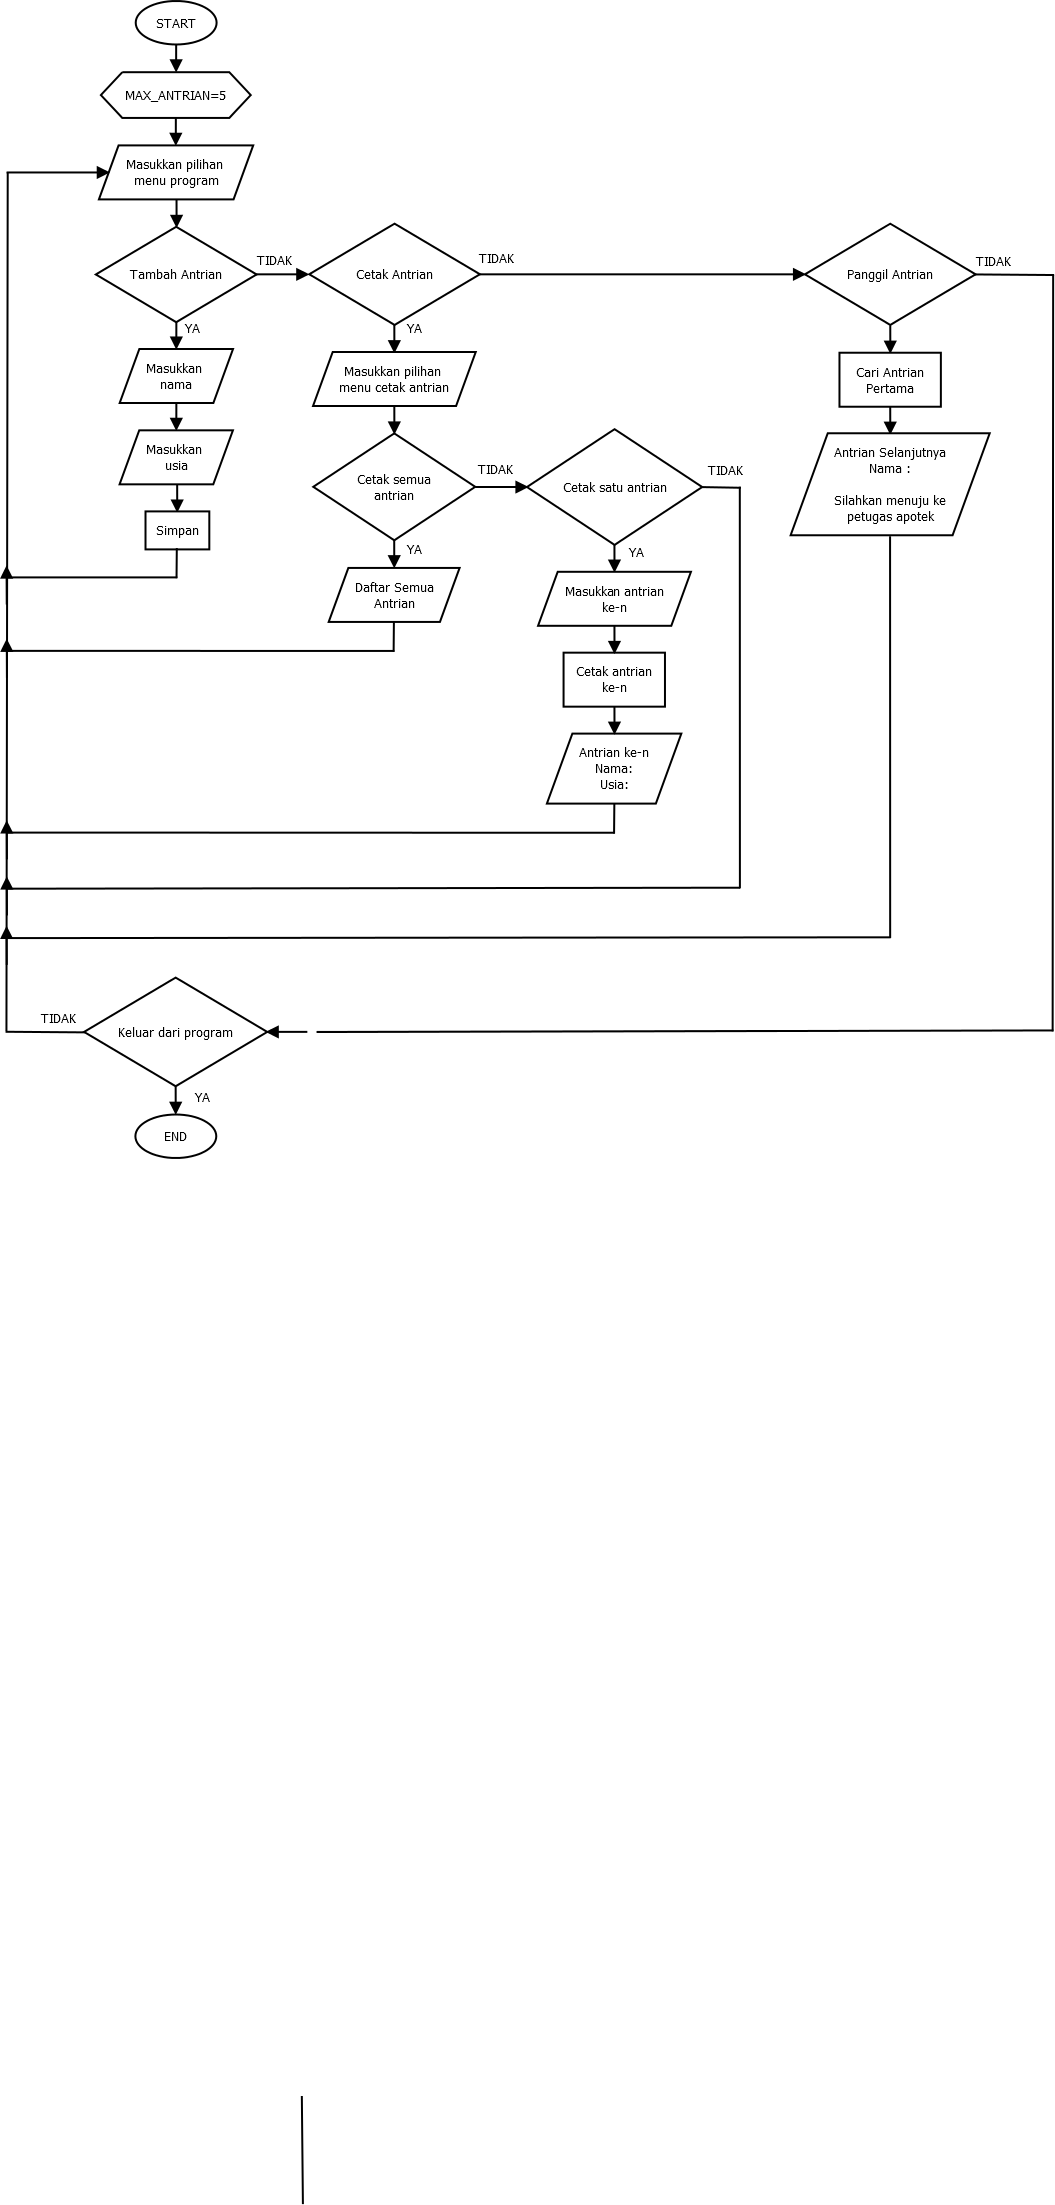 START
MAX_ANTRIAN=5
Masukkan pilihan
menu program
Tambah Antrian
TIDAK
Cetak Antrian
TIDAK
Panggil Antrian
TIDAK
YA
Masukkan
nama
Masukkan
usia
Simpan
YA
Masukkan pilihan
menu cetak antrian
Cetak semua
antrian
TIDAK
Cetak satu antrian
TIDAK
YA
Daftar Semua
Antrian
YA
Masukkan antrian
ke-n
Cetak antrian
ke-n
Antrian ke-n
Nama:
Usia:
Cari Antrian
Pertama
Antrian Selanjutnya
Nama :
Silahkan menuju ke
petugas apotek
TIDAK
Keluar dari program
YA
END